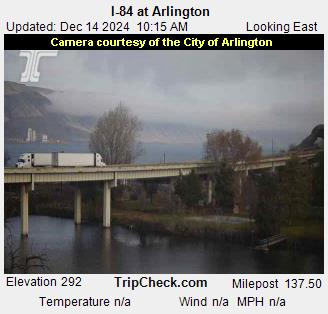 I-84 at Arlington
Updated: Dec 14 2024 10:15 AM Looking East
Camera courtesy of the City of Arlington
Elevation 292 TripCheck.com Milepost 137.50
Temperature n/a Wind n/a MPH n/a